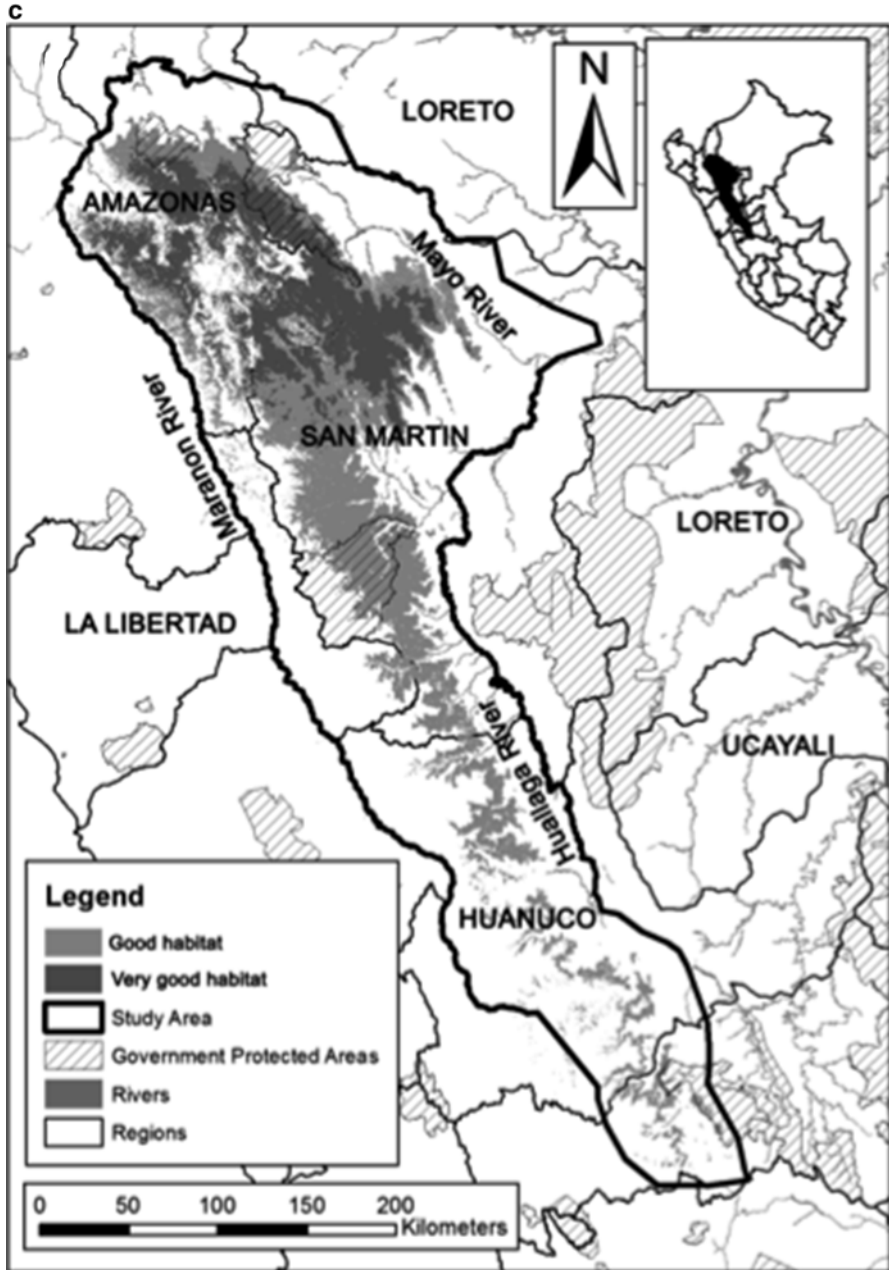 c
N
LORETO
AMAZONAS
Mayo River
Maranon River
SAN MARTIN
LORETO
LA LIBERTAD
Huallaga River
UCAYALI
HUANUCO
Legend
Good habitat
Very good habitat
Study Area
Government Protected Areas
Rivers
Regions
0 50 100 150 200
Kilometers